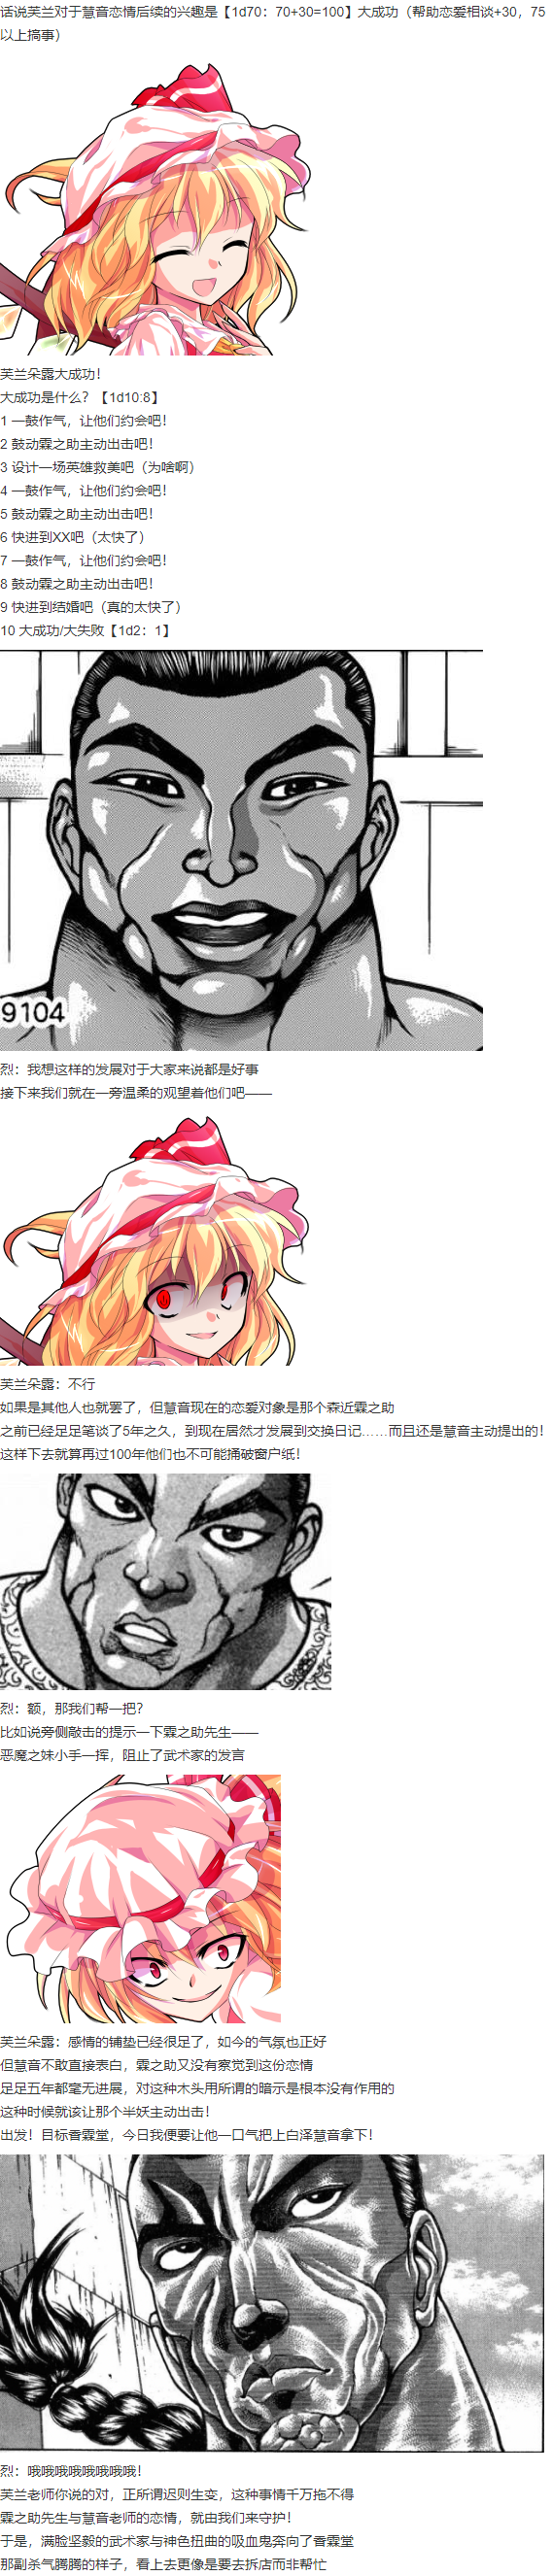 话说芙兰对于慧音恋情后续的兴趣是【1d70：70+30=100】大成功（帮助恋爱相谈+30，75
以上搞事）
芙兰朵露大成功！
大成功是什么？【1d10:8】
1 一鼓作气，让他们约会吧！
2 鼓动霖之助主动出击吧！
3 设计一场英雄救美吧（为啥啊）
4 一鼓作气，让他们约会吧！
5 鼓动霖之助主动出击吧！
6 快进到XX吧（太快了）
7 一鼓作气，让他们约会吧！
8 鼓动霖之助主动出击吧！
9 快进到结婚吧（真的太快了）
10 大成功/大失败【1d2：1】
9104
烈：我想这样的发展对于大家来说都是好事
接下来我们就在一旁温柔的观望着他们吧——
芙兰朵露：不行
如果是其他人也就罢了，但慧音现在的恋爱对象是那个森近霖之助
之前已经足足笔谈了5年之久，到现在居然才发展到交换日记……而且还是慧音主动提出的！
这样下去就算再过100年他们也不可能捅破窗户纸！
烈：额，那我们帮一把？
比如说旁侧敲击的提示一下霖之助先生——
恶魔之妹小手一挥，阻止了武术家的发言
芙兰朵露：感情的铺垫已经很足了，如今的气氛也正好
但慧音不敢直接表白，霖之助又没有察觉到这份恋情
足足五年都毫无进展，对这种木头用所谓的暗示是根本没有作用的
这种时候就该让那个半妖主动出击！
出发！目标香霖堂，今日我便要让他一口气把上白泽慧音拿下！
烈：哦哦哦哦哦哦哦哦！
芙兰老师你说的对，正所谓迟则生变，这种事情千万拖不得
霖之助先生与慧音老师的恋情，就由我们来守护！
于是，满脸坚毅的武术家与神色扭曲的吸血鬼奔向了香霖堂
那副杀气腾腾的样子，看上去更像是要去拆店而非帮忙